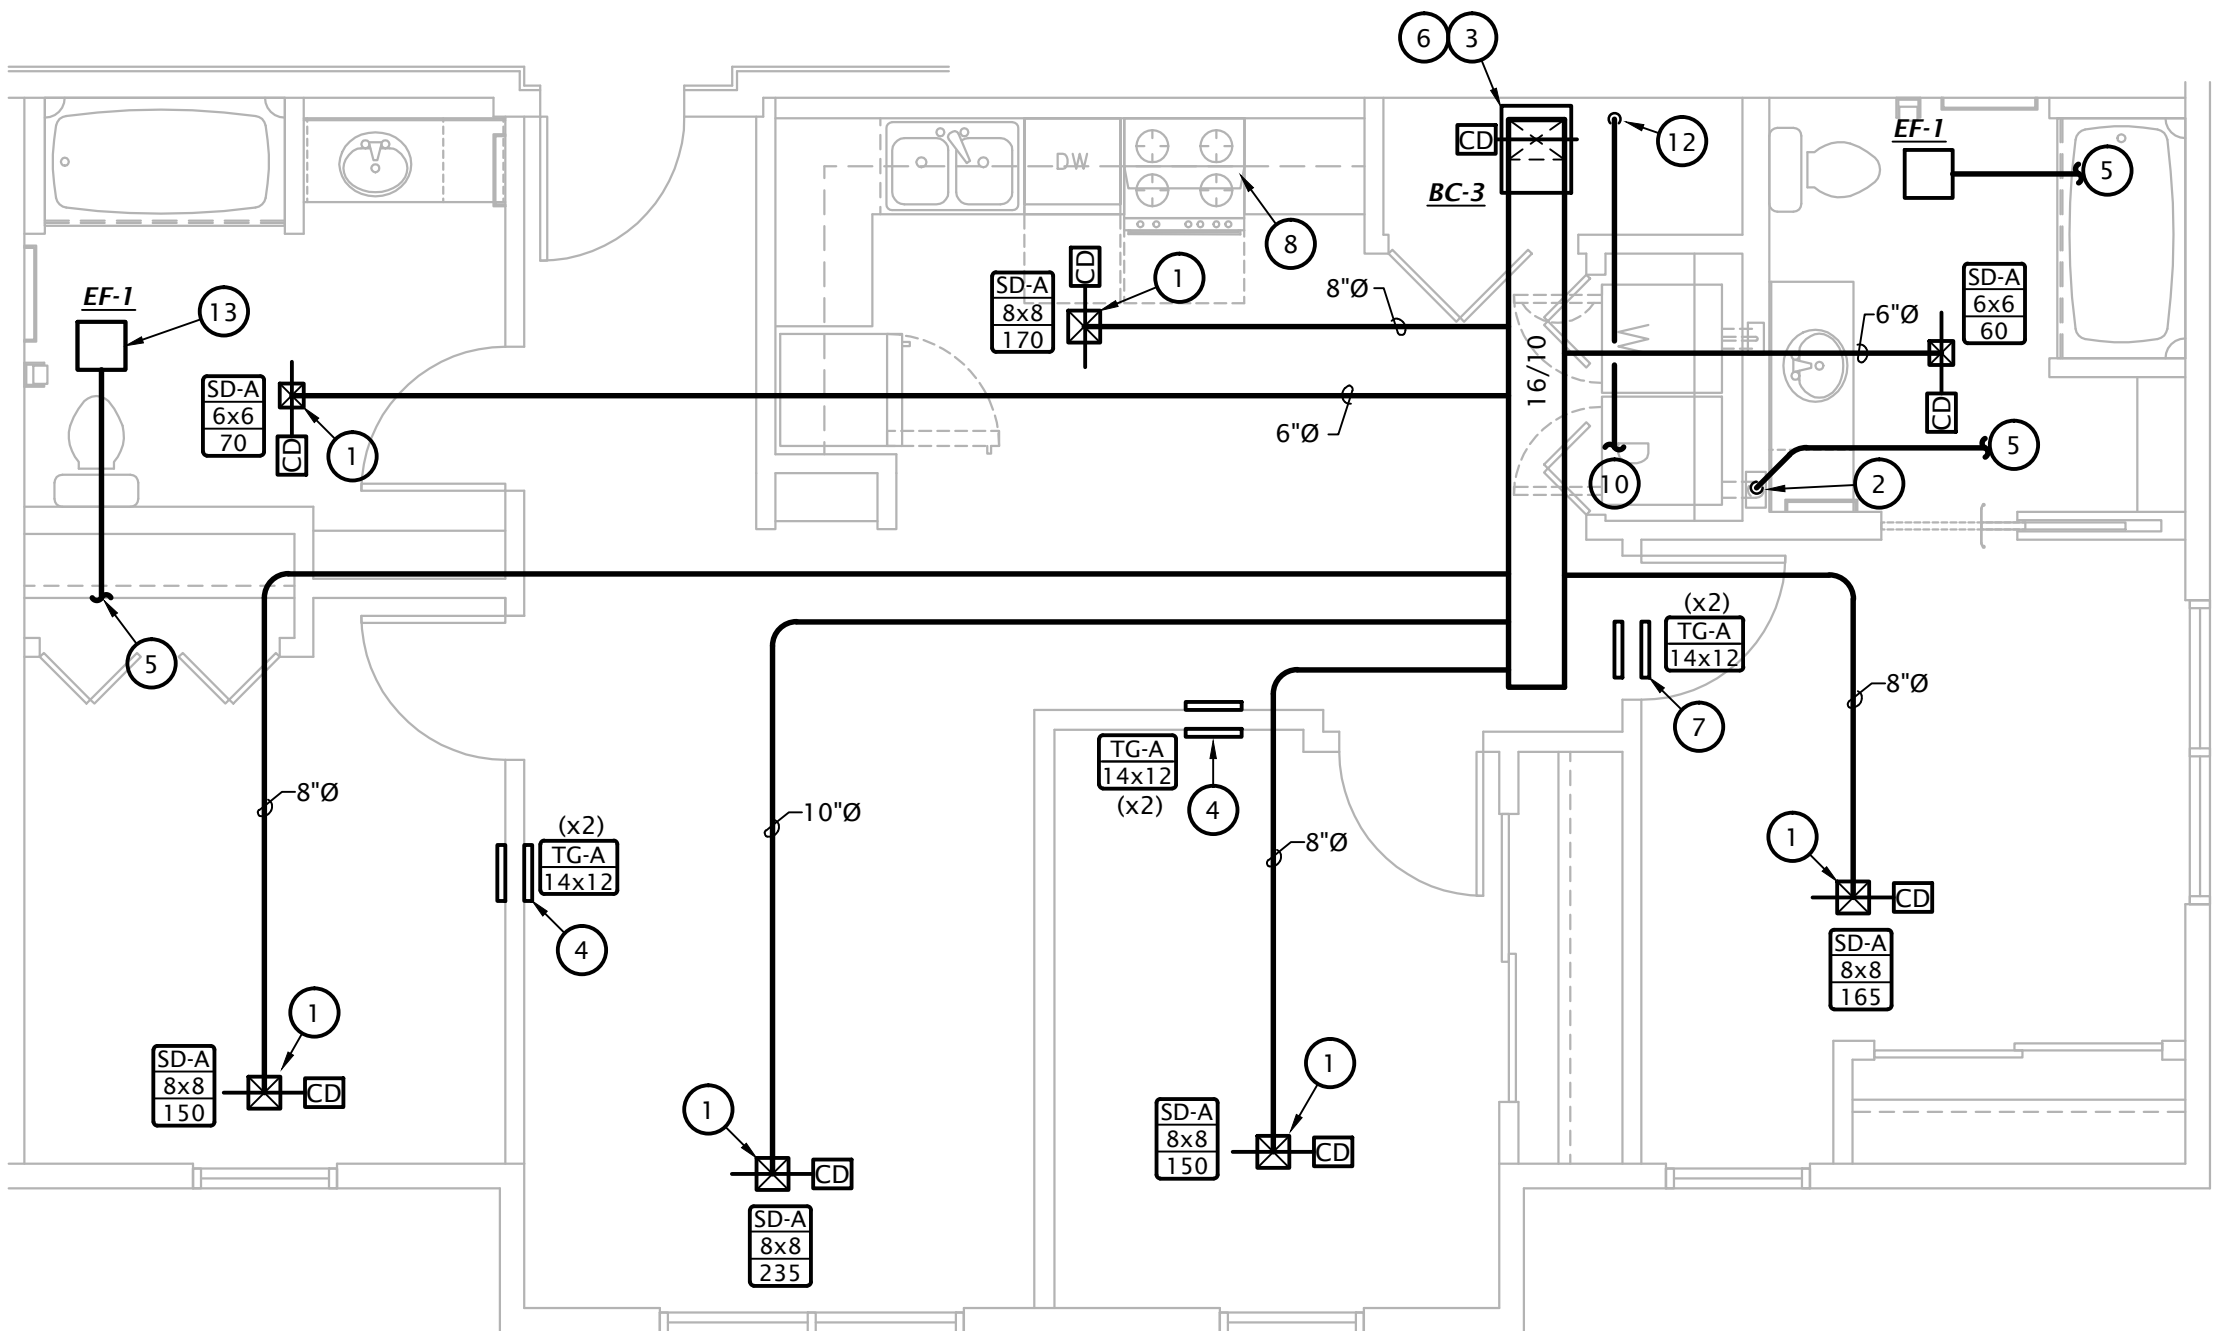 6
3
CD
12
EF-1
5
DW
BC-3
8
CD
1
SD-A
8x8
170
8"Ø
SD-A
6x6
60
6"Ø
EF-1
13
16/10
SD-A
6x6
70
CD
1
6"Ø
CD
5
10
2
(x2)
TG-A
14x12
5
7
8"Ø
TG-A
14x12
(x2)
4
8"Ø
10"Ø
(x2)
TG-A
14x12
4
8"Ø
1
CD
SD-A
8x8
165
1
SD-A
8x8
150
CD
1
CD
SD-A
8x8
235
1
SD-A
8x8
150
CD